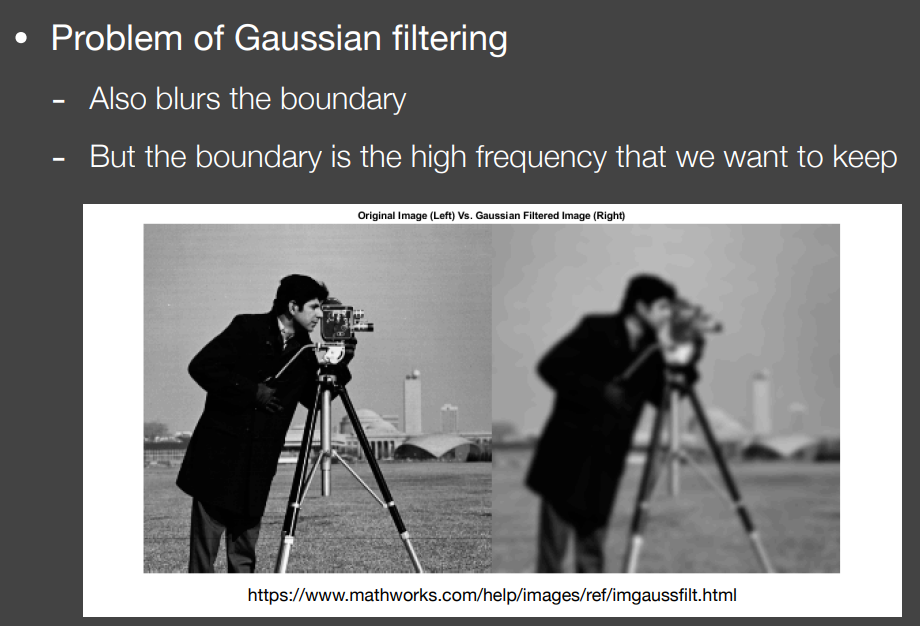 • Problem of Gaussian filtering
- Also blurs the boundary
- But the boundary is the high frequency that we want to keep
Original Image (Left) Vs. Gaussian Filtered Image (Right)
https://www.mathworks.com/help/images/ref/imgaussfilt.html